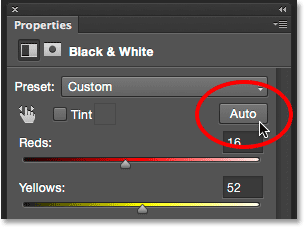 Properties
Black & White
Preset: Custom
Tint Auto
Reds: 16
Yellows: 52